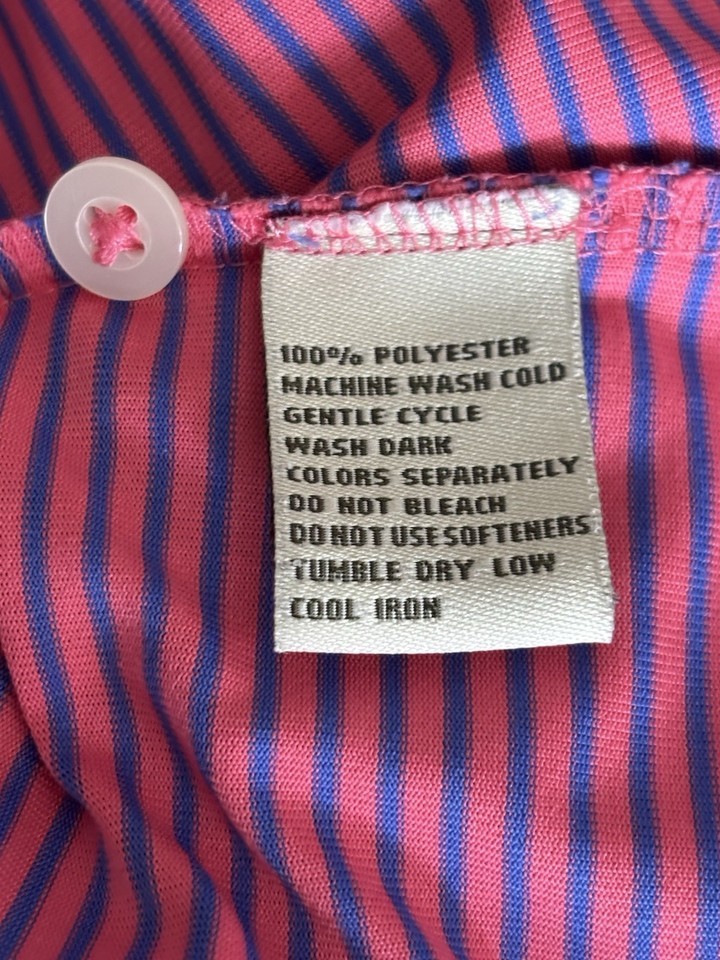 100% POLYESTER
MACHINE WASH COLD
GENTLE CYCLE
WASH DARK
COLORS SEPARATELY
DO NOT BLEACH
DO NOT USE SOFTENERS
TUMBLE DRY LOW
COOL IRON